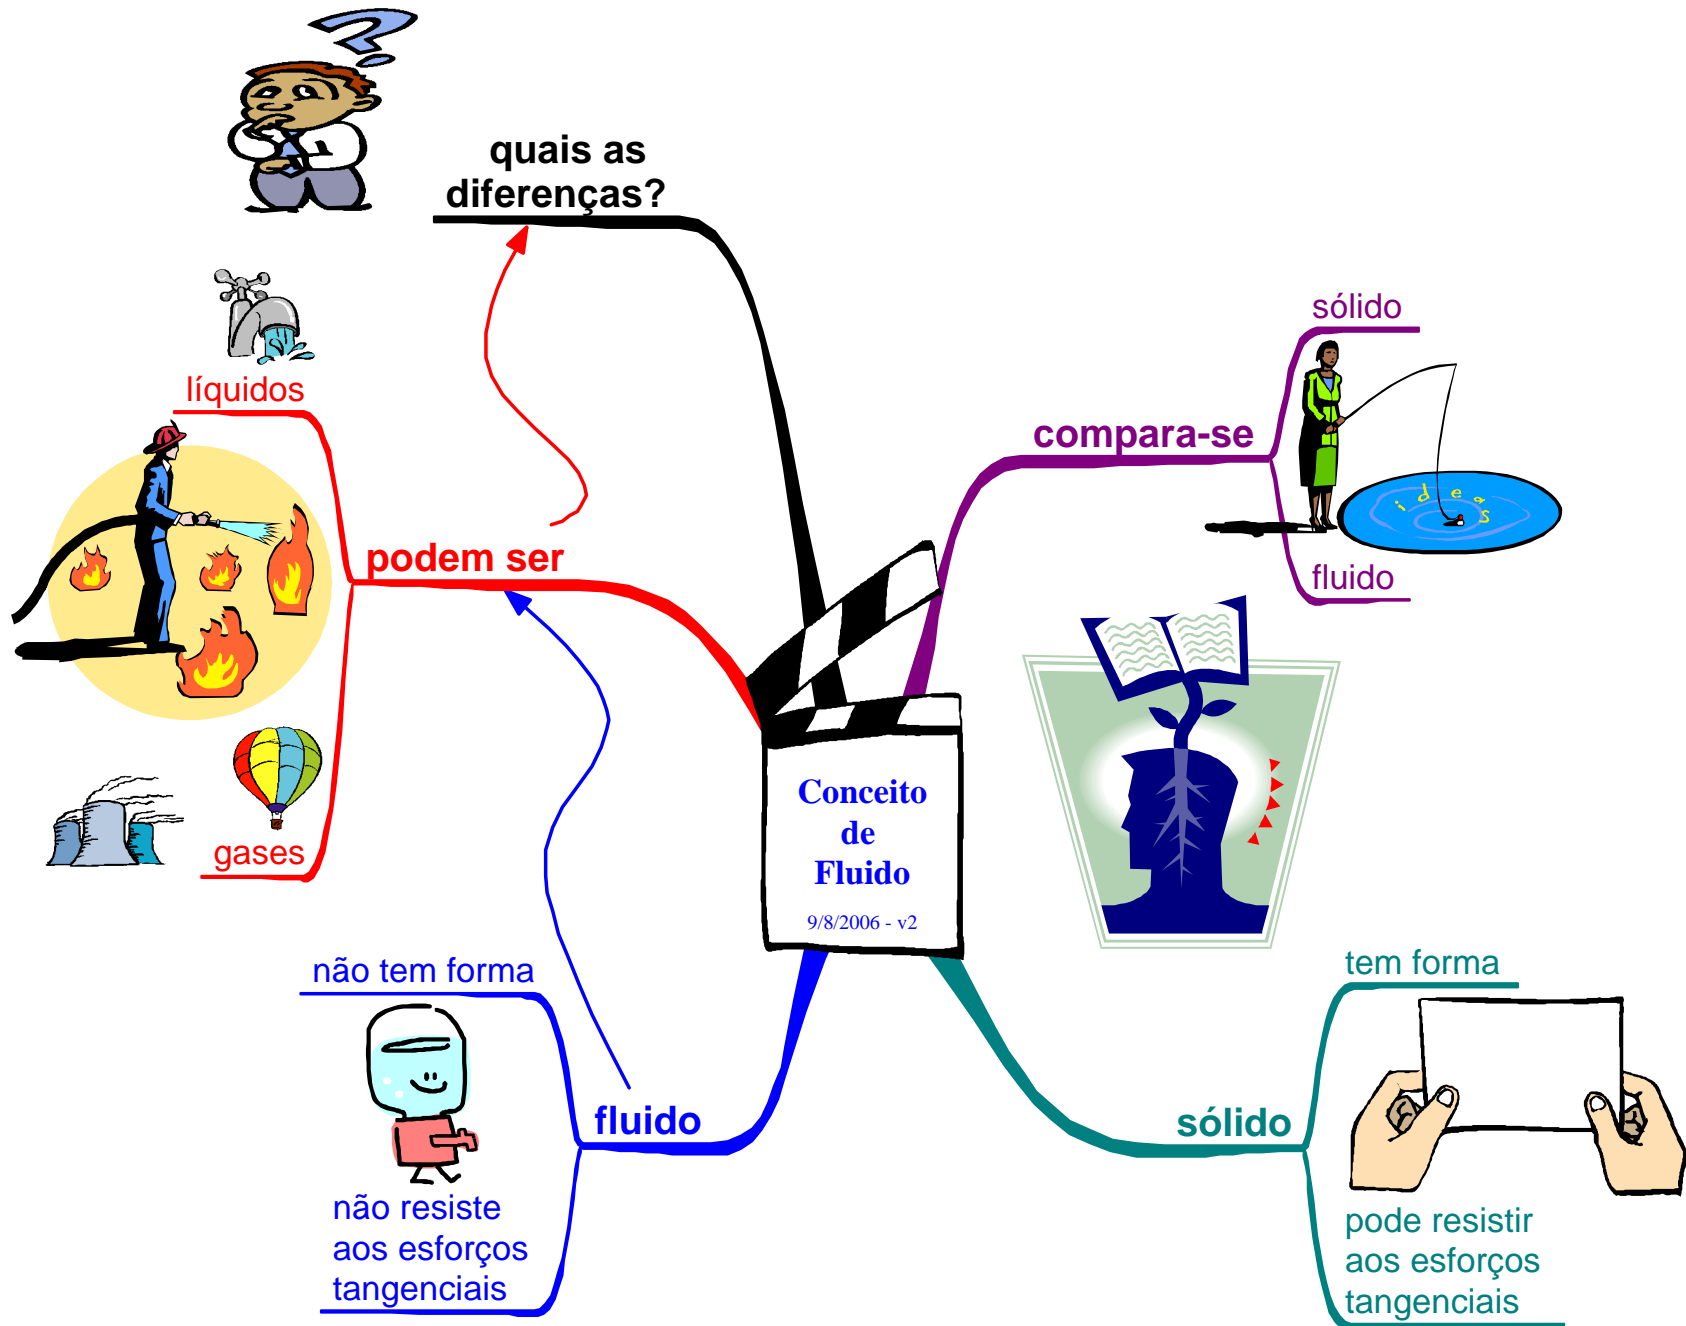 quais as
diferenças?
sólido
compara-se
ideas
fluido
líquidos
podem ser
gases
Conceito
de
Fluido
9/8/2006 - v2
não tem forma
fluido
não resiste
aos esforços
tangenciais
tem forma
sólido
pode resistir
aos esforços
tangenciais